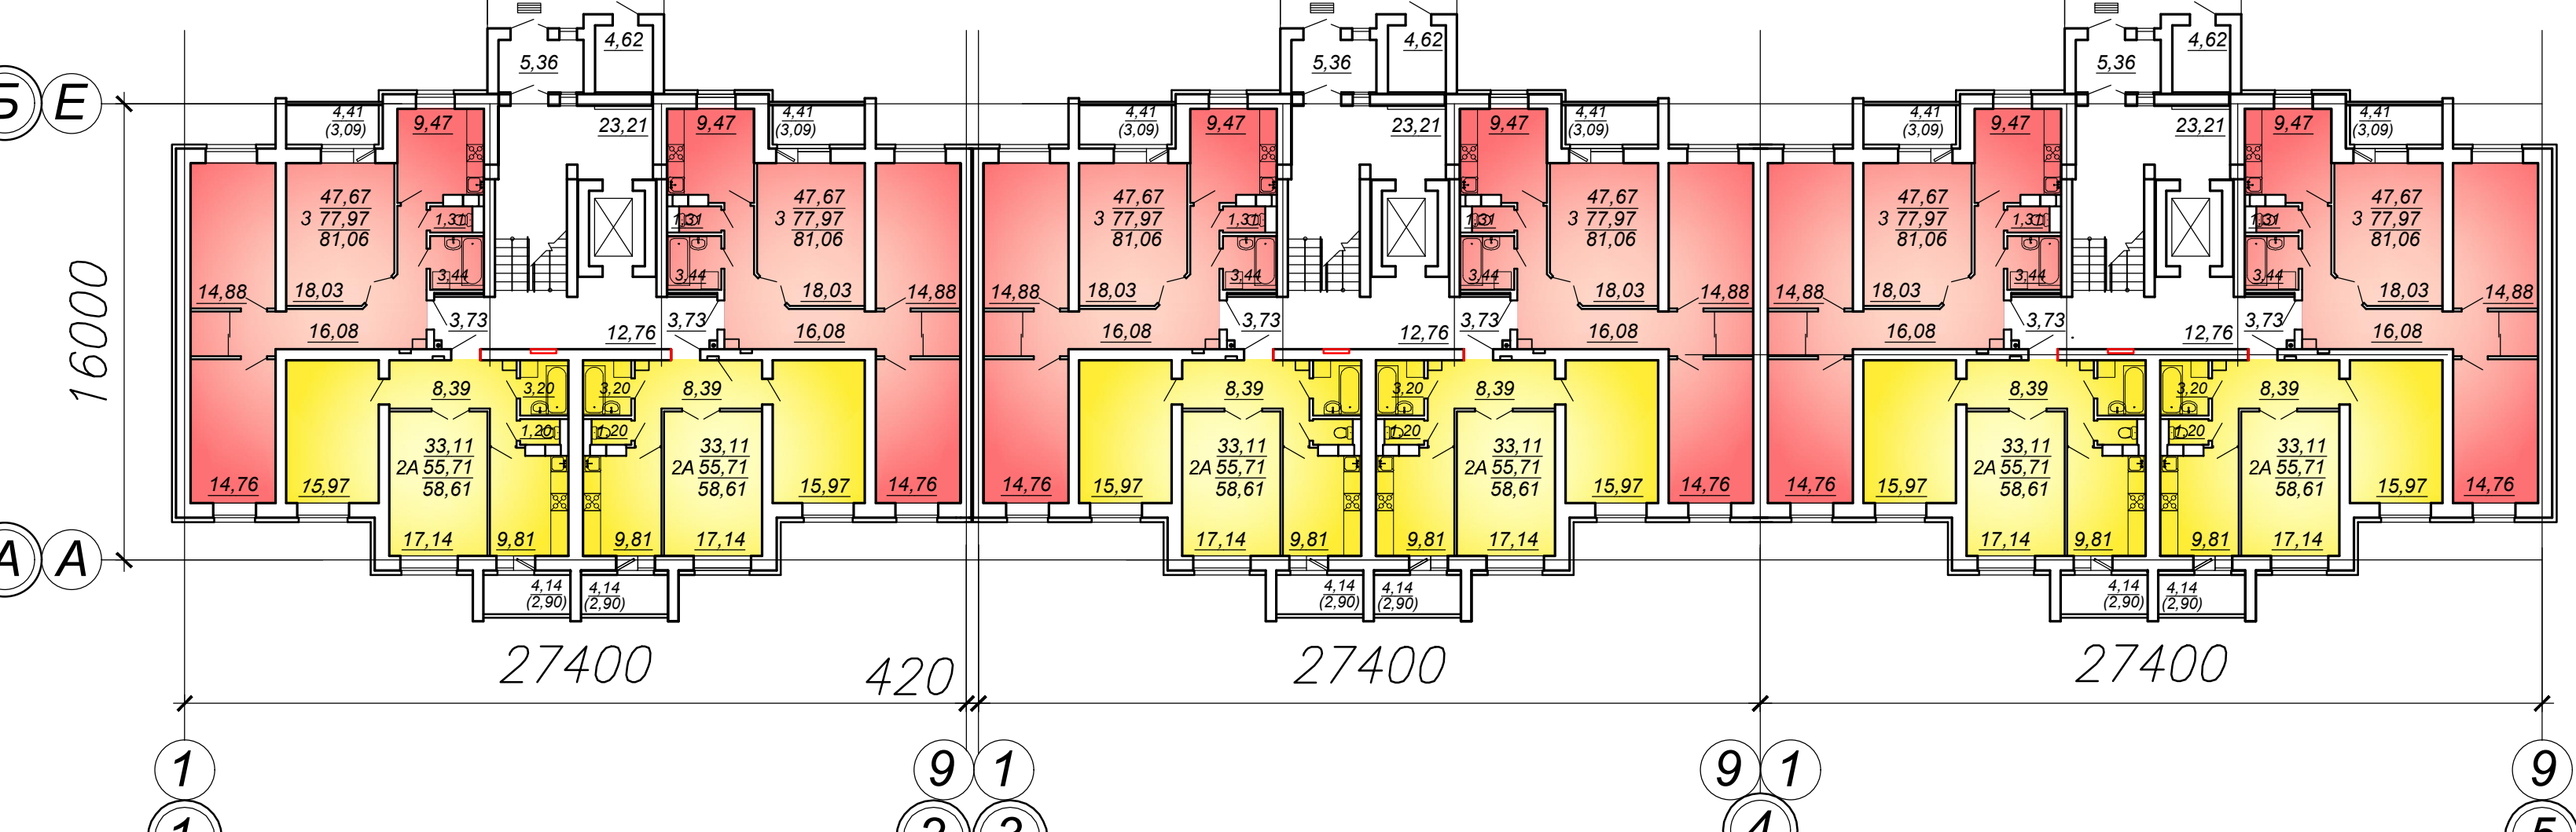 4,62 4,62 4,62
5,36 5,36 5,36
Б Е
4,41 4,41 4,41 4,41 4,41 4,41
(3,09) (3,09) (3,09) (3,09) (3,09) (3,09)
9,47 23,21 9,47 9,47 23,21 9,47 9,47 23,21 9,47
47,67 47,67 47,67 47,67 47,67 47,67
3 77,97 3 77,97 3 77,97 3 77,97 3 77,97 3 77,97
81,06 81,06 81,06 81,06 81,06 81,06
1,31 1,31 1,31 1,31 1,31 1,31
3,44 3,44 3,44 3,44 3,44 3,44
14,88 18,03 18,03 14,88 14,88 18,03 18,03 14,88 14,88 18,03 18,03 14,88
16,08 3,73 12,76 3,73 16,08 16,08 3,73 12,76 3,73 16,08 16,08 3,73 12,76 3,73 16,08
16000
8,39 3,20 3,20 8,39 8,39 3,20 8,39 8,39 3,20 8,39
1,20 1,20 1,20 1,20
33,11 33,11 33,11 33,11 33,11 33,11
2А 55,71 2А 55,71 2А 55,71 2А 55,71 2А 55,71 2А 55,71
58,61 58,61 58,61 58,61 58,61 58,61
14,76 15,97 15,97 14,76 14,76 15,97 15,97 14,76 14,76 15,97 15,97 14,76
17,14 9,81 9,81 17,14 17,14 9,81 9,81 17,14 17,14 9,81 9,81 17,14
А А
4,14 4,14 4,14 4,14 4,14 4,14
(2,90) (2,90) (2,90) (2,90) (2,90) (2,90)
27400 420 27400 27400
1 9 1 9 1 9
1 2 3 4 5